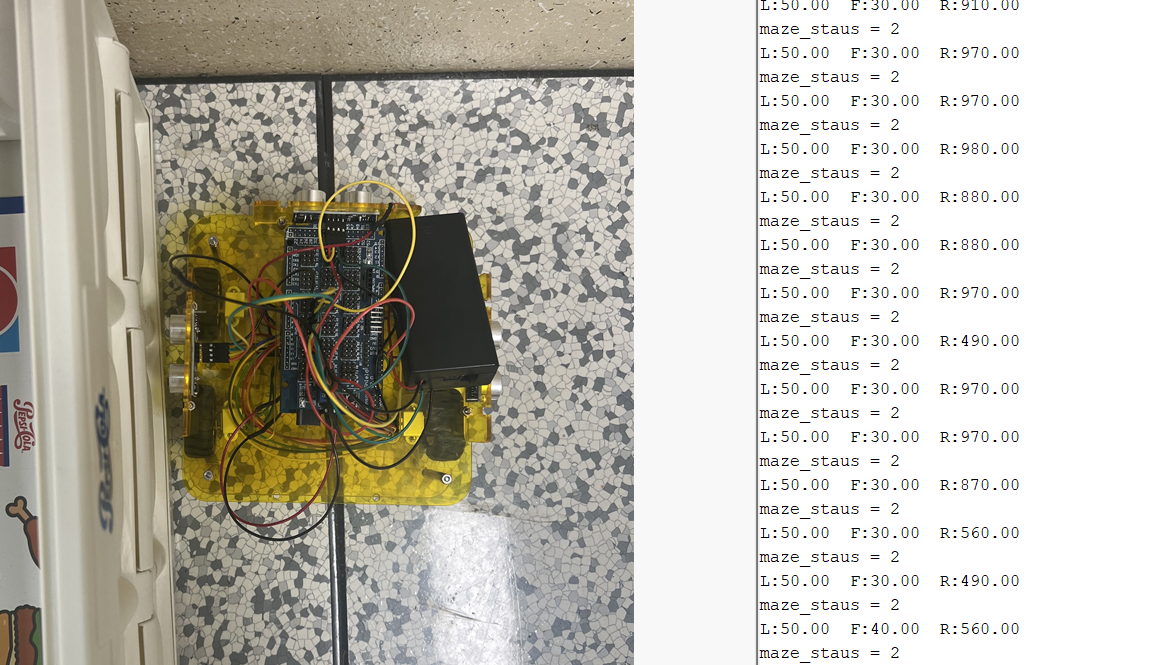 PEPSI-COLA
L:50.00 F:30.00 R:910.00
maze_staus = 2
L:50.00 F:30.00 R:970.00
maze_staus = 2
L:50.00 F:30.00 R:970.00
maze_staus = 2
L:50.00 F:30.00 R:980.00
maze_staus = 2
L:50.00 F:30.00 R:880.00
maze_staus = 2
L:50.00 F:30.00 R:880.00
maze_staus = 2
L:50.00 F:30.00 R:970.00
maze_staus = 2
L:50.00 F:30.00 R:490.00
maze_staus = 2
L:50.00 F:30.00 R:970.00
maze_staus = 2
L:50.00 F:30.00 R:970.00
maze_staus = 2
L:50.00 F:30.00 R:870.00
maze_staus = 2
L:50.00 F:30.00 R:560.00
maze_staus = 2
L:50.00 F:30.00 R:490.00
maze_staus = 2
L:50.00 F:40.00 R:560.00
maze_staus = 2